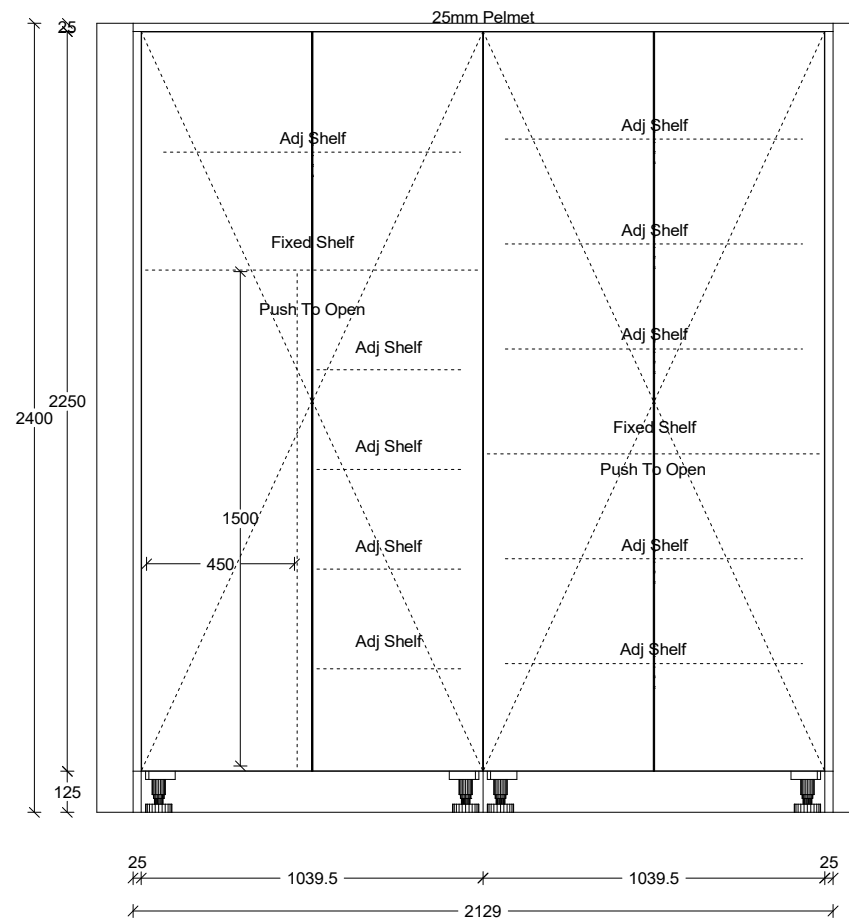 25mm Pelmet
25
Adj Shelf
Adj Shelf
Adj Shelf
Fixed Shelf
Push To Open
Adj Shelf
Adj Shelf
2400
2250
Fixed Shelf
Adj Shelf
Push To Open
1500
Adj Shelf
Adj Shelf
450
Adj Shelf
Adj Shelf
125
25
1039.5
1039.5
25
2129